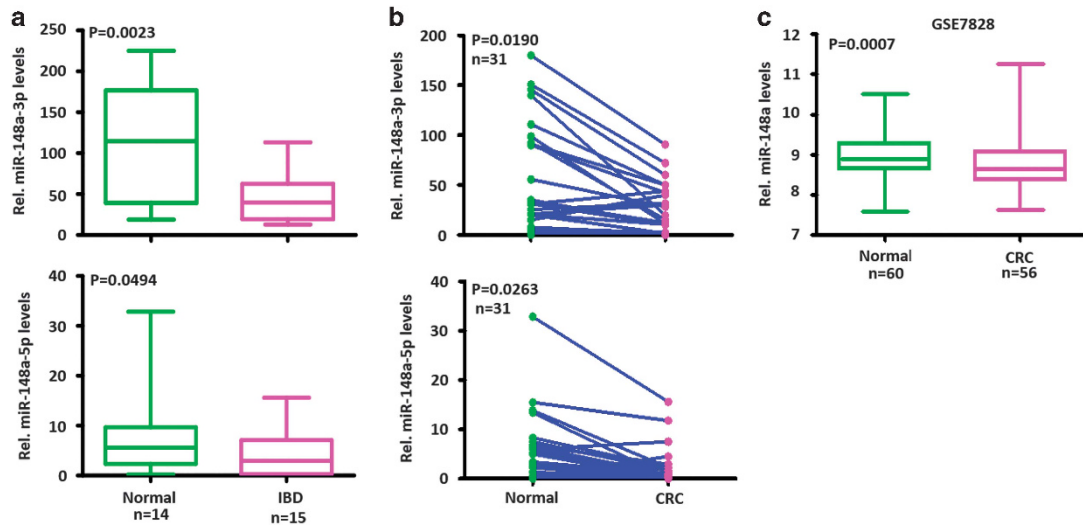 a
P=0.0023
Rel. miR-148a-3p levels
250
200
150
100
50
0
P=0.0494
Rel. miR-148a-5p levels
40
30
20
10
0
Normal
n=14
IBD
n=15
b
P=0.0190
n=31
Rel. miR-148a-3p levels
200
150
100
50
0
P=0.0263
n=31
Rel. miR-148a-5p levels
40
30
20
10
0
Normal
CRC
c
GSE7828
P=0.0007
Rel. miR-148a levels
12
11
10
9
8
7
Normal
n=60
CRC
n=56